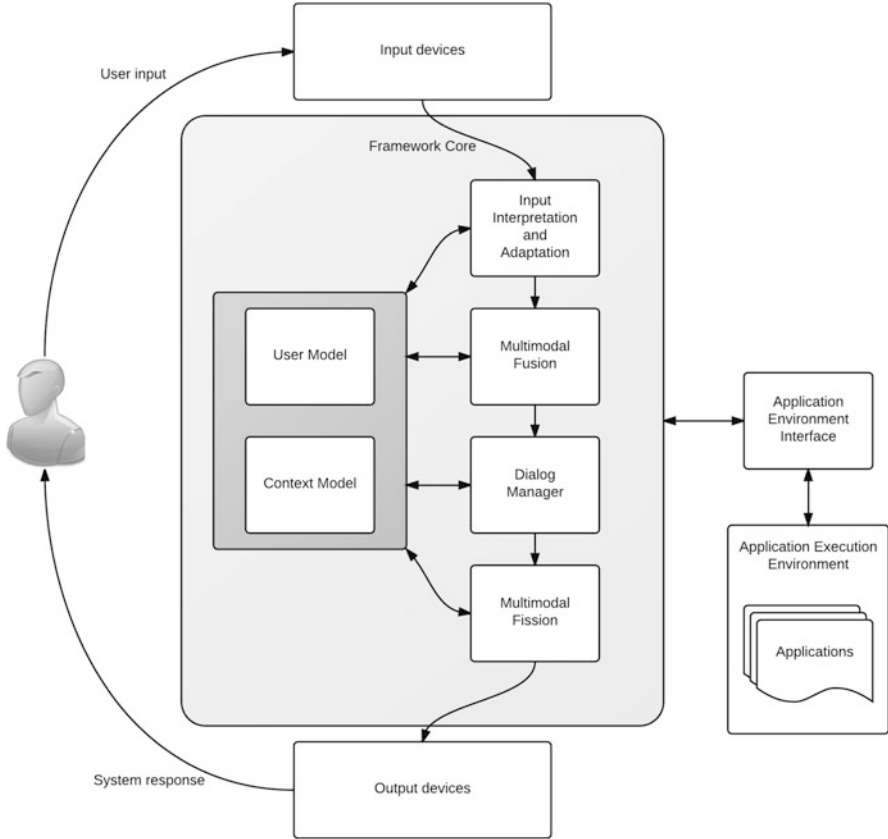 Input devices
User input
Framework Core
Input
Interpretation
and
Adaptation
User Model
Multimodal
Fusion
Application
Environment
Interface
Context Model
Dialog
Manager
Application Execution
Environment
Multimodal
Fission
Applications
System response
Output devices